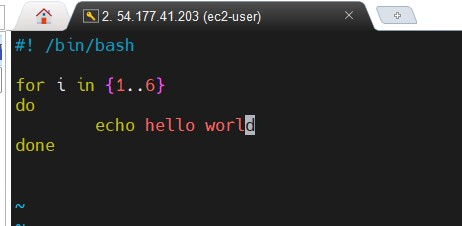 2. 54.177.41.203 (ec2-user)
#! /bin/bash
for i in {1..6}
do
echo hello world
done
~
~